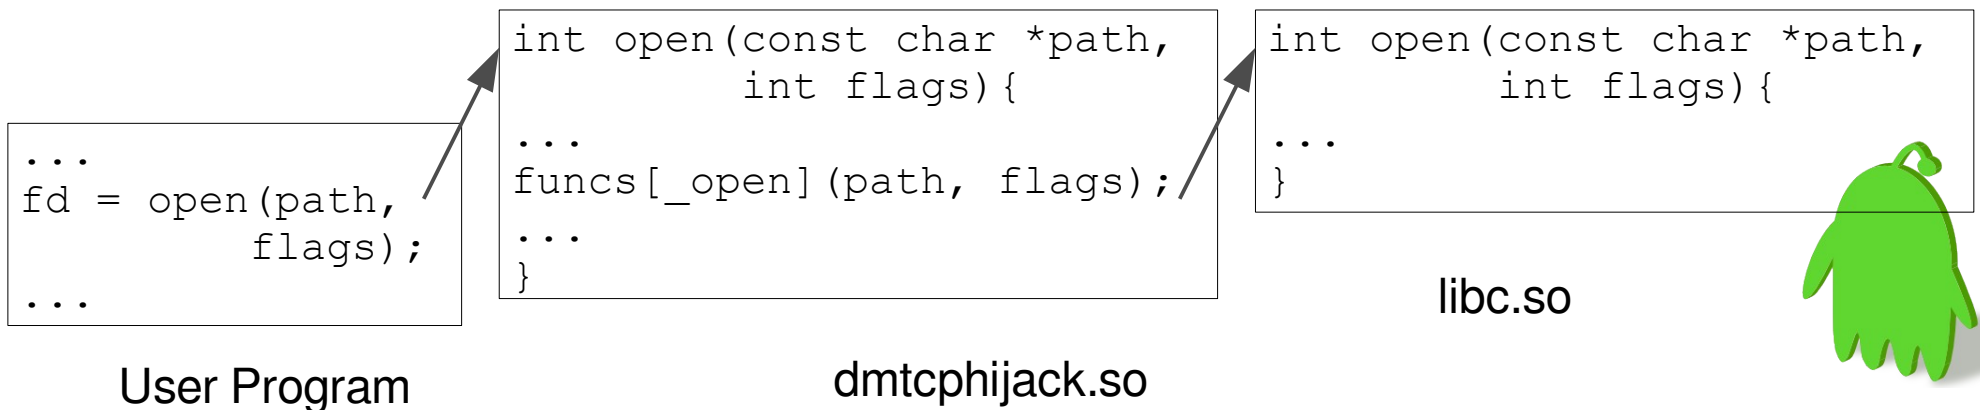 ...
fd = open(path,
flags);
...
User Program
int open(const char *path,
int flags){
...
funcs[_open](path, flags);
...
}
dmtcphijack.so
int open(const char *path,
int flags){
...
}
libc.so